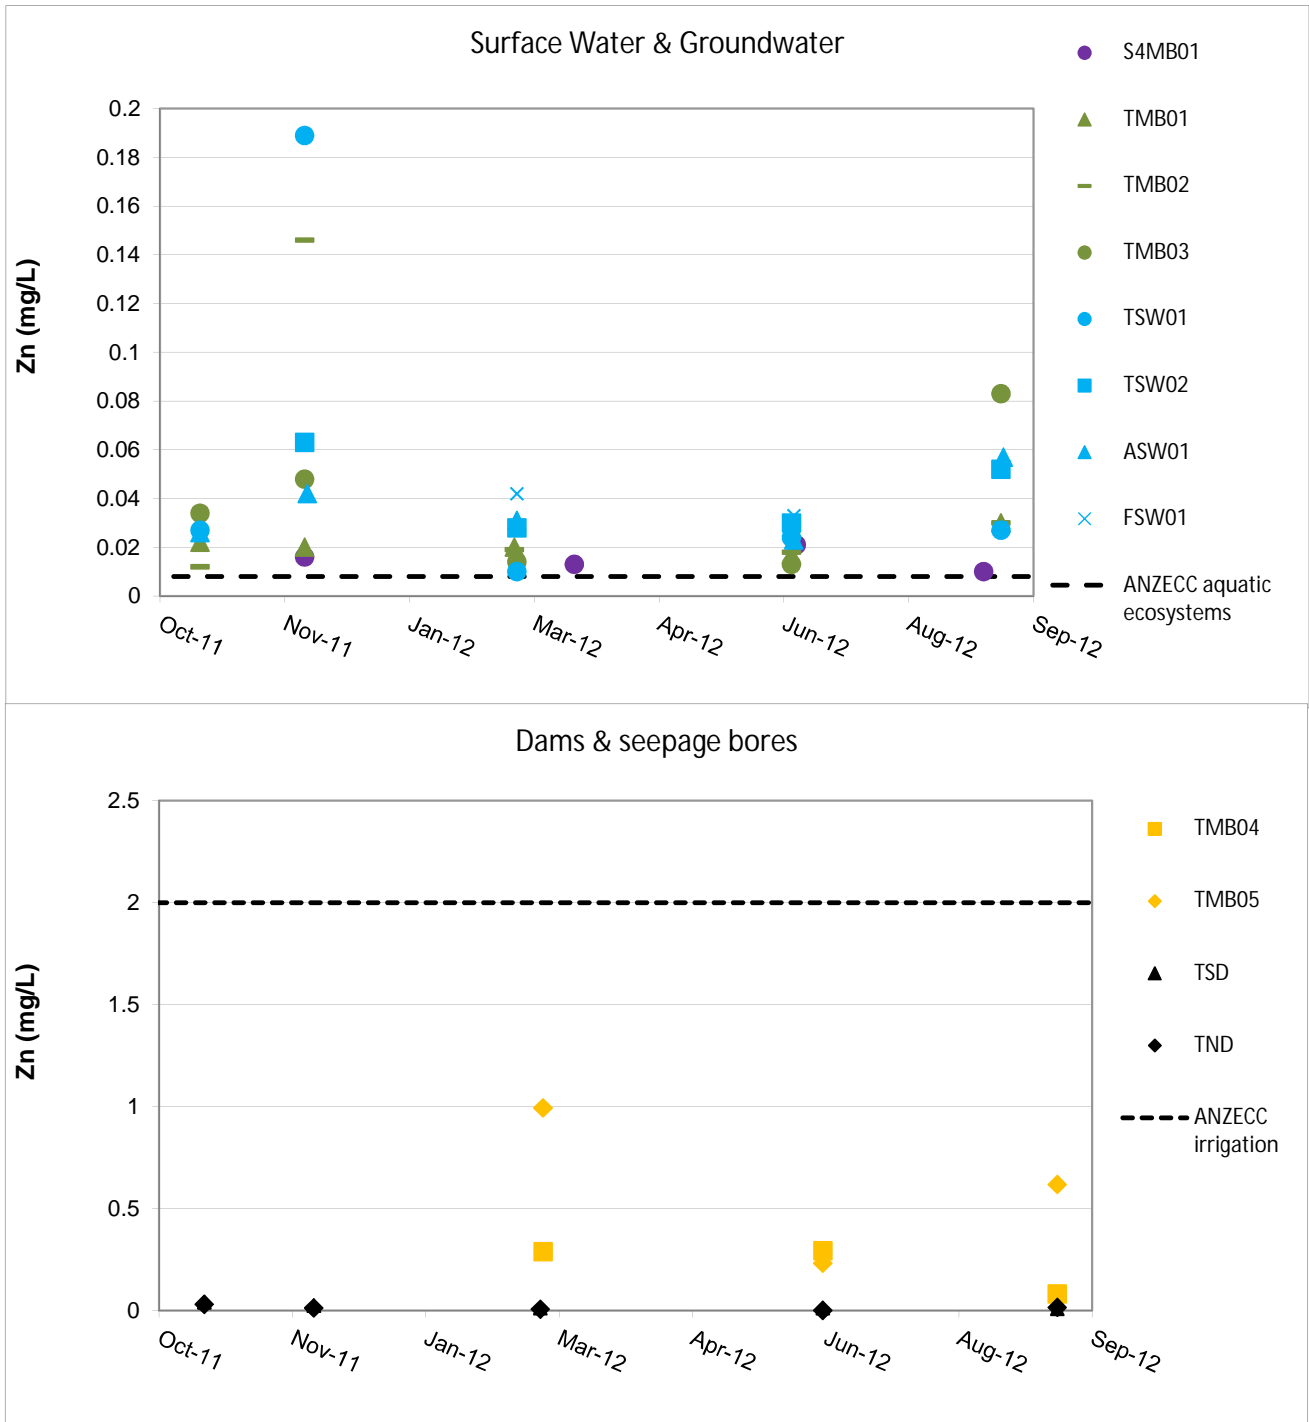 Surface Water & Groundwater
Zn (mg/L)
0.2
0.18
0.16
0.14
0.12
0.1
0.08
0.06
0.04
0.02
0
Oct-11
Nov-11
Jan-12
Mar-12
Apr-12
Jun-12
Aug-12
Sep-12
S4MB01
TMB01
TMB02
TMB03
TSW01
TSW02
ASW01
FSW01
ANZECC aquatic
ecosystems
Dams & seepage bores
Zn (mg/L)
2.5
2
1.5
1
0.5
0
Oct-11
Nov-11
Jan-12
Mar-12
Apr-12
Jun-12
Aug-12
Sep-12
TMB04
TMB05
TSD
TND
ANZECC
irrigation